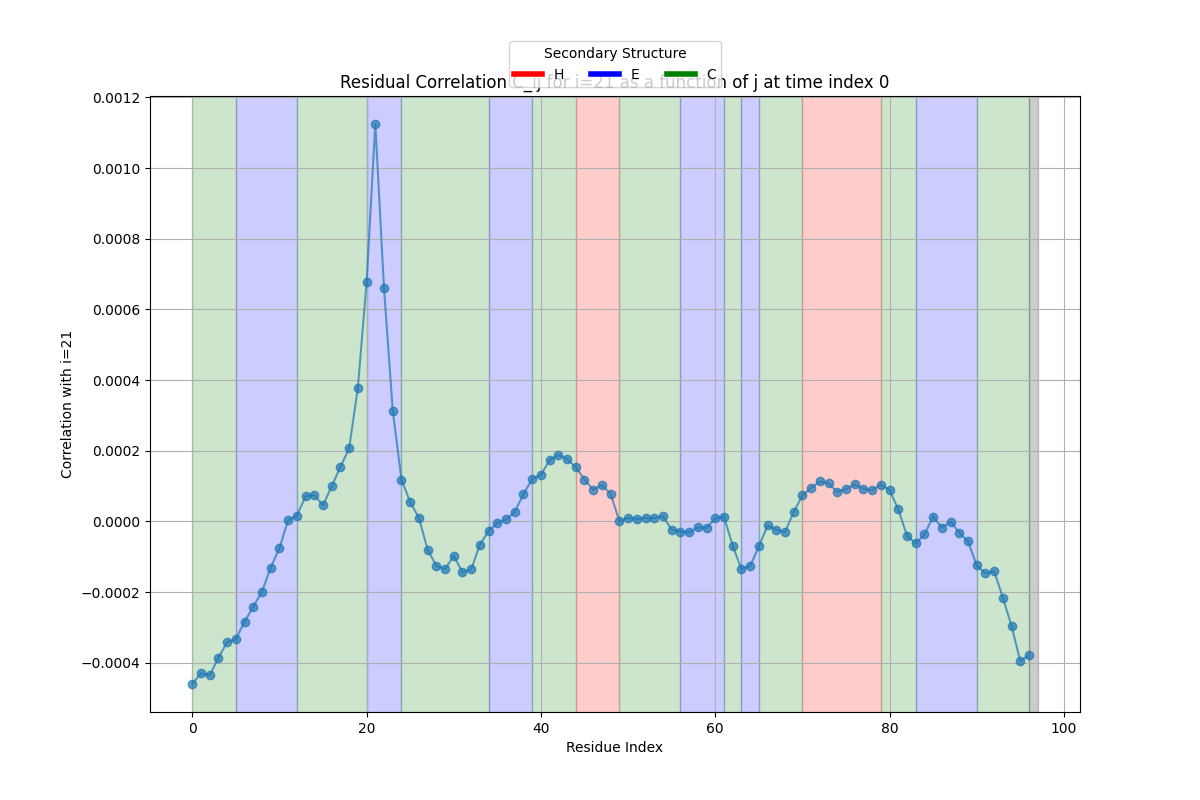 Secondary Structure
H E C
Residual Correlation C_ij for i=21 as a function of j at time index 0
0.0012
0.0010
0.0008
0.0006
0.0004
0.0002
0.0000
−0.0002
−0.0004
Correlation with i=21
0 20 40 60 80 100
Residue Index